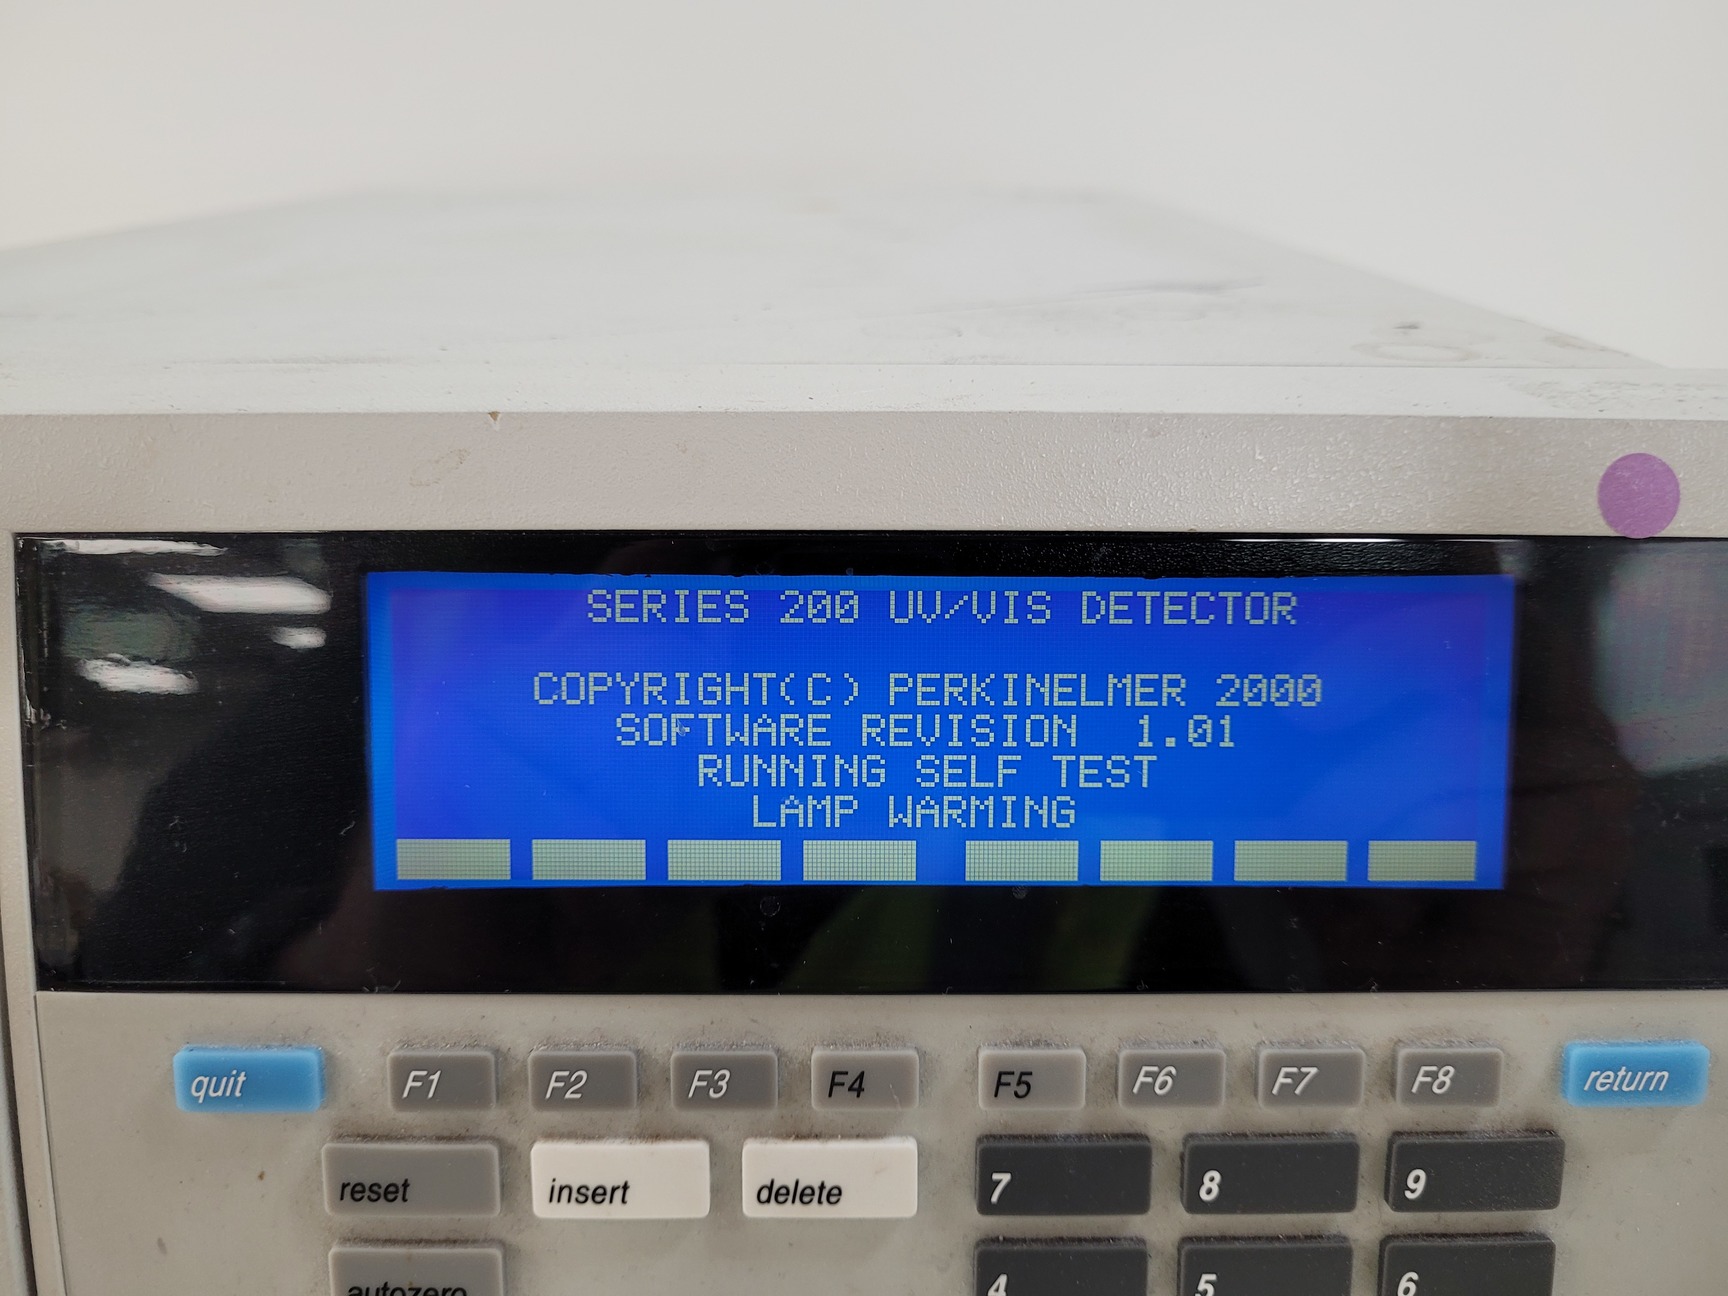 SERIES 200 UV/VIS DETECTOR
COPYRIGHT(C) PERKINELMER 2000
SOFTWARE REVISION 1.01
RUNNING SELF TEST
LAMP WARMING
quit F1 F2 F3 F4 F5 F6 F7 F8 return
reset insert delete 7 8 9
autozero 4 5 6